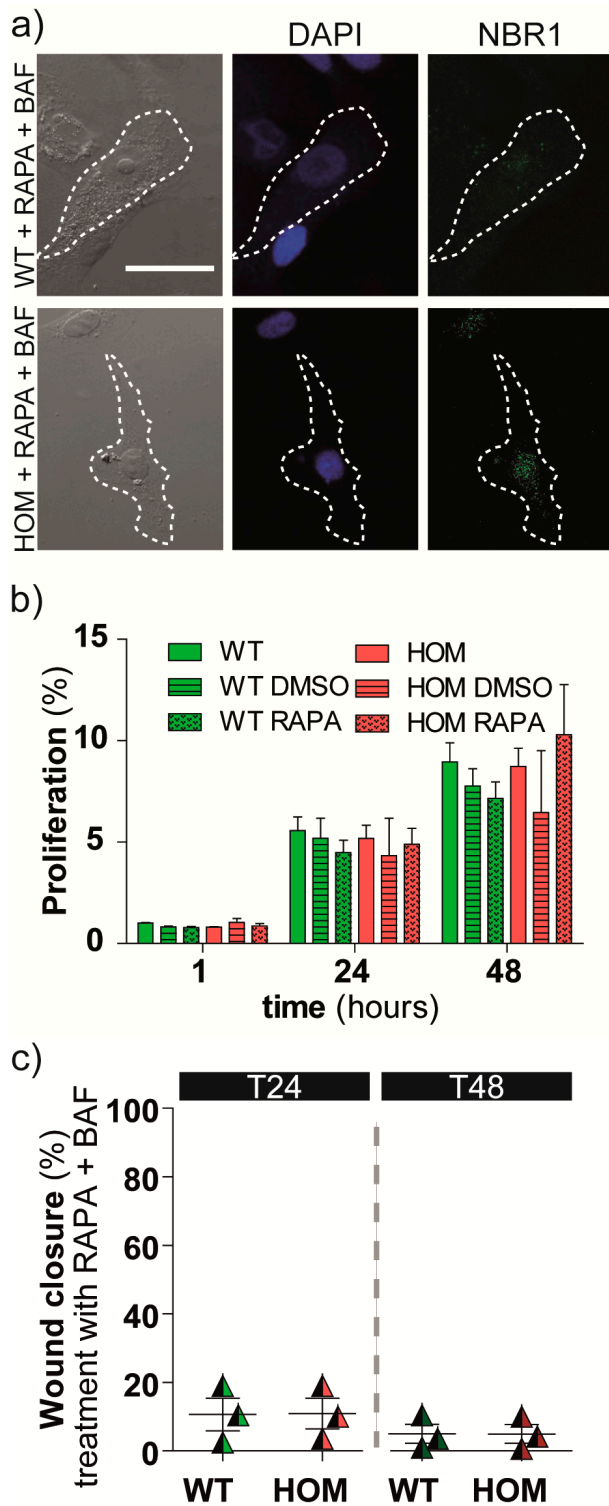 a)
DAPI NBR1
WT + RAPA + BAF
HOM + RAPA + BAF
b)
15
10
5
0
Proliferation (%)
WT HOM
WT DMSO HOM DMSO
WT RAPA HOM RAPA
1 24 48
time (hours)
c)
T24 T48
100
80
60
40
20
0
Wound closure (%)
treatment with RAPA + BAF
WT HOM WT HOM